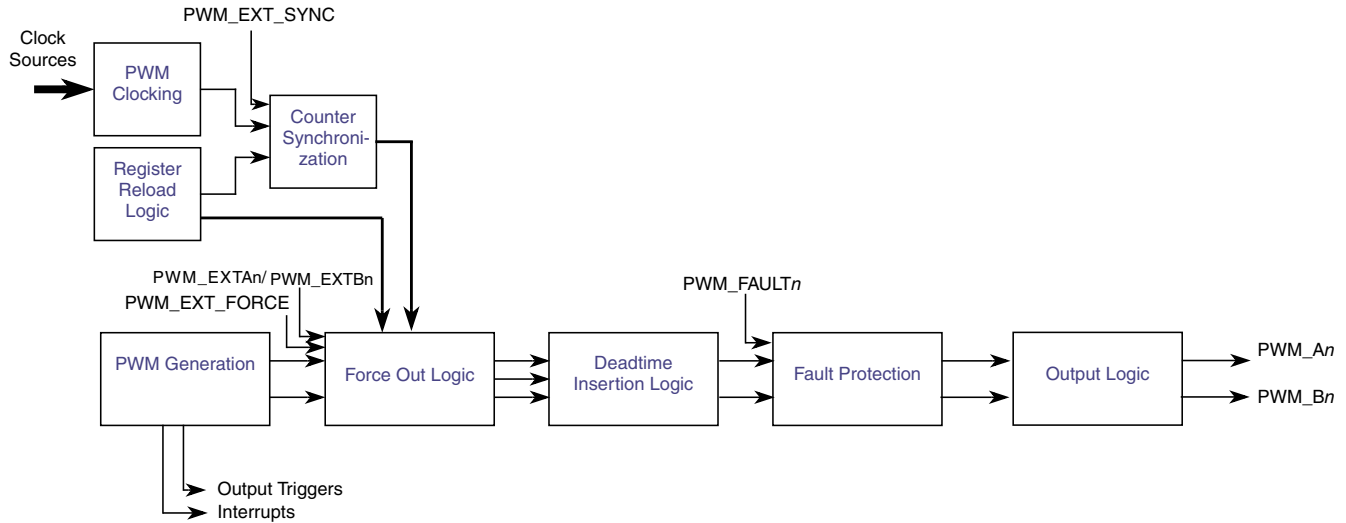 PWM_EXT_SYNC
Clock
Sources
PWM
Clocking
Counter
Synchroni-
zation
Register
Reload
Logic
PWM_EXTAn/ PWM_EXTBn
PWM_EXT_FORCE
PWM_FAULTn
PWM Generation
Force Out Logic
Deadtime
Insertion Logic
Fault Protection
Output Logic
PWM_An
PWM_Bn
Output Triggers
Interrupts